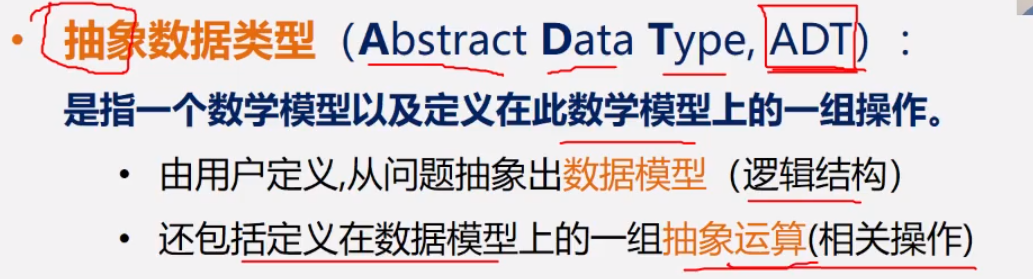 • 抽象数据类型（Abstract Data Type, ADT）：
是指一个数学模型以及定义在此数学模型上的一组操作。
• 由用户定义,从问题抽象出数据模型（逻辑结构）
• 还包括定义在数据模型上的一组抽象运算(相关操作)